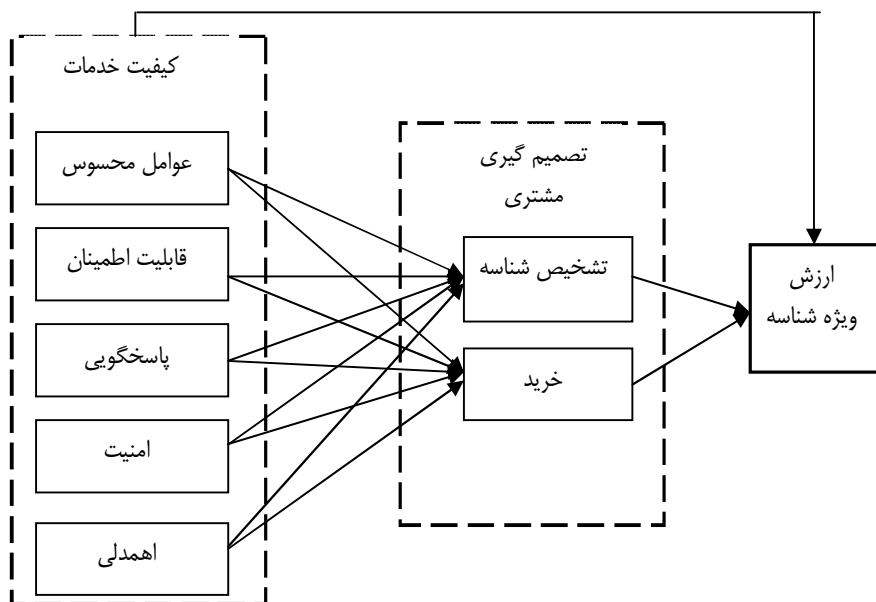 کیفیت خدمات
عوامل محسوس
قابلیت اطمینان
پاسخگویی
امنیت
اهمدلی
تصمیم گیری
مشتری
تشخیص شناسه
خرید
ارزش
ویژه شناسه